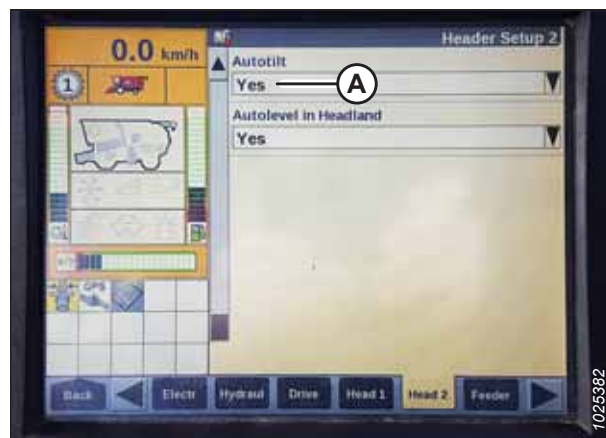 0.0 km/h
Header Setup 2
1
Autotilt
Yes
A
Autolevel in Headland
Yes
Back
Electr
Hydraul
Drive
Head 1
Head 2
Feeder
1025382